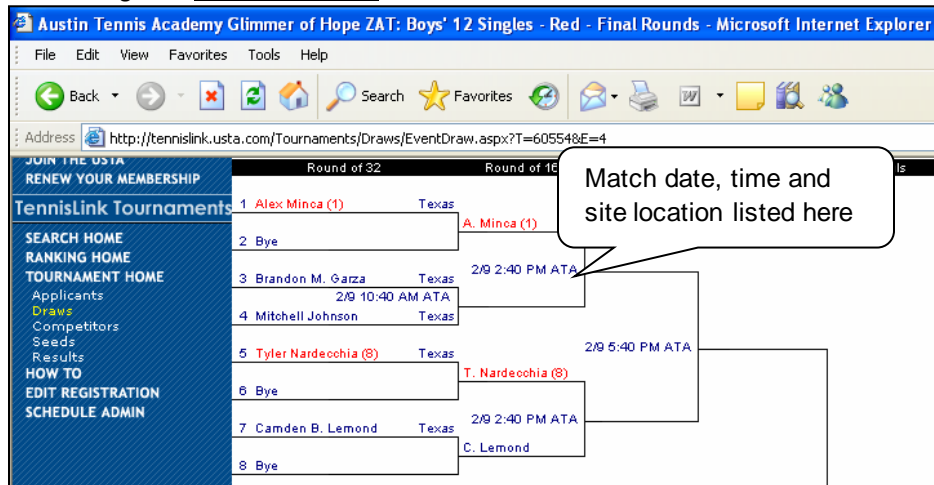 Austin Tennis Academy Glimmer of Hope ZAT: Boys' 12 Singles - Red - Final Rounds - Microsoft Internet Explorer
File Edit View Favorites Tools Help
Back Search Favorites
Address http://tennislink.usta.com/Tournaments/Draws/EventDraw.aspx?T=60554&E=4
JOIN THE USTA
RENEW YOUR MEMBERSHIP
TennisLink Tournaments
SEARCH HOME
RANKING HOME
TOURNAMENT HOME
Applicants
Draws
Competitors
Seeds
Results
HOW TO
EDIT REGISTRATION
SCHEDULE ADMIN
Round of 32 Round of 16
Match date, time and
site location listed here
1 Alex Minca (1) Texas
A. Minca (1)
2 Bye
2/9 2:40 PM ATA
3 Brandon M. Garza Texas
2/9 10:40 AM ATA
4 Mitchell Johnson Texas
2/9 5:40 PM ATA
5 Tyler Nardecchia (8) Texas
T. Nardecchia (8)
6 Bye
2/9 2:40 PM ATA
7 Camden B. Lemond Texas
C. Lemond
8 Bye